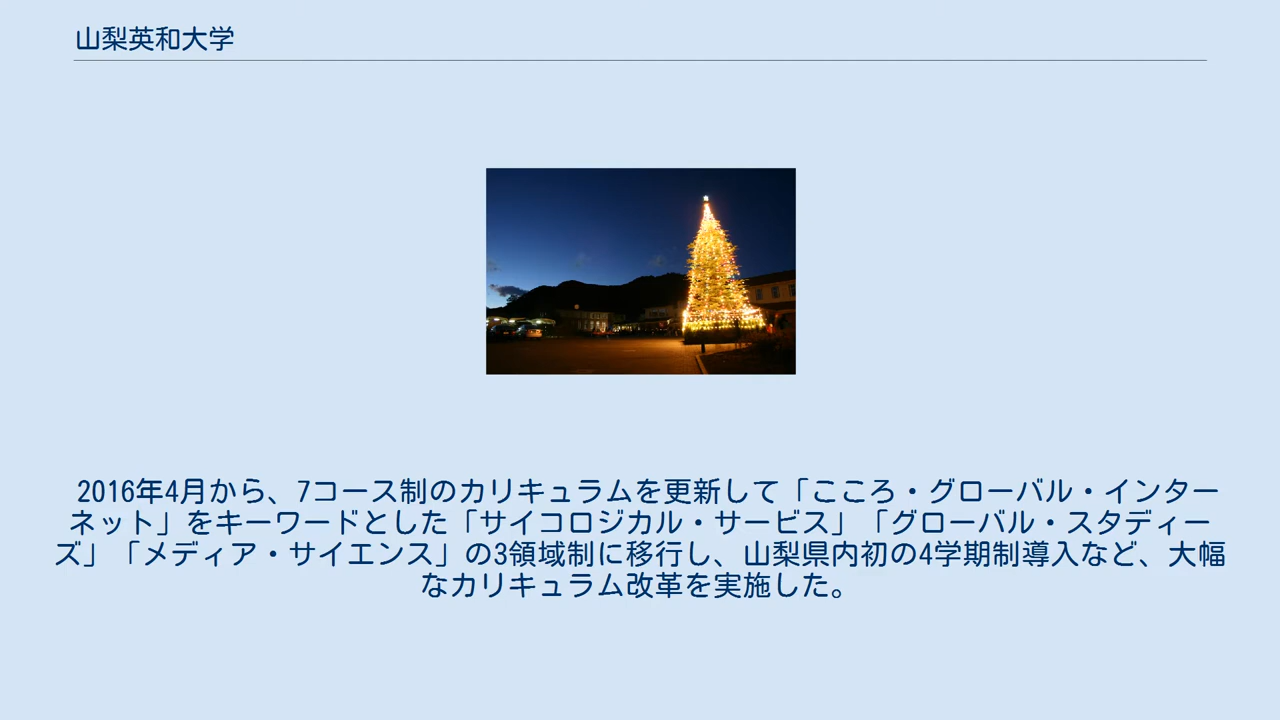 山梨英和大学
2016年4月から、7コース制のカリキュラムを更新して「こころ・グローバル・インター
ネット」をキーワードとした「サイコロジカル・サービス」「グローバル・スタディー
ズ」「メディア・サイエンス」の3領域制に移行し、山梨県内初の4学期制導入など、大幅
なカリキュラム改革を実施した。